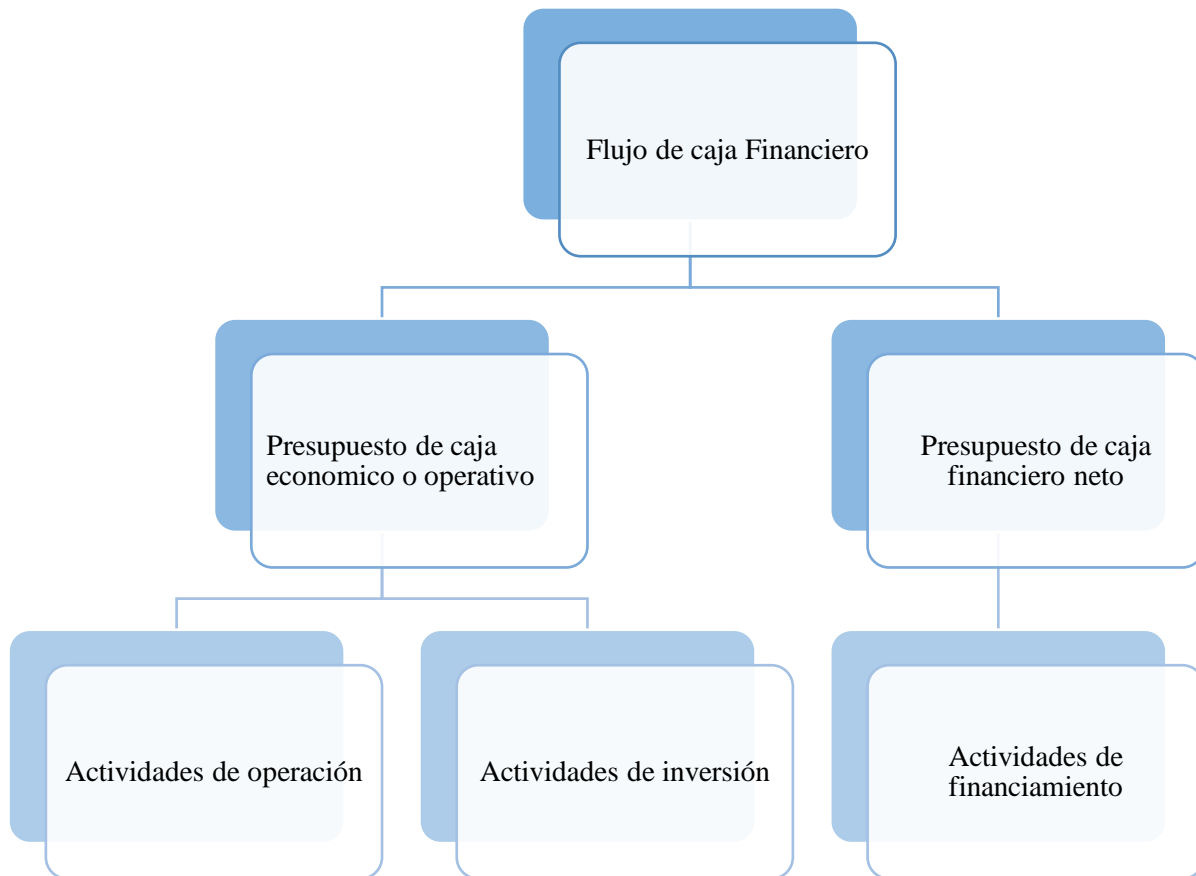 Flujo de caja Financiero
Presupuesto de caja
economico o operativo
Presupuesto de caja
financiero neto
Actividades de operación
Actividades de inversión
Actividades de
financiamiento